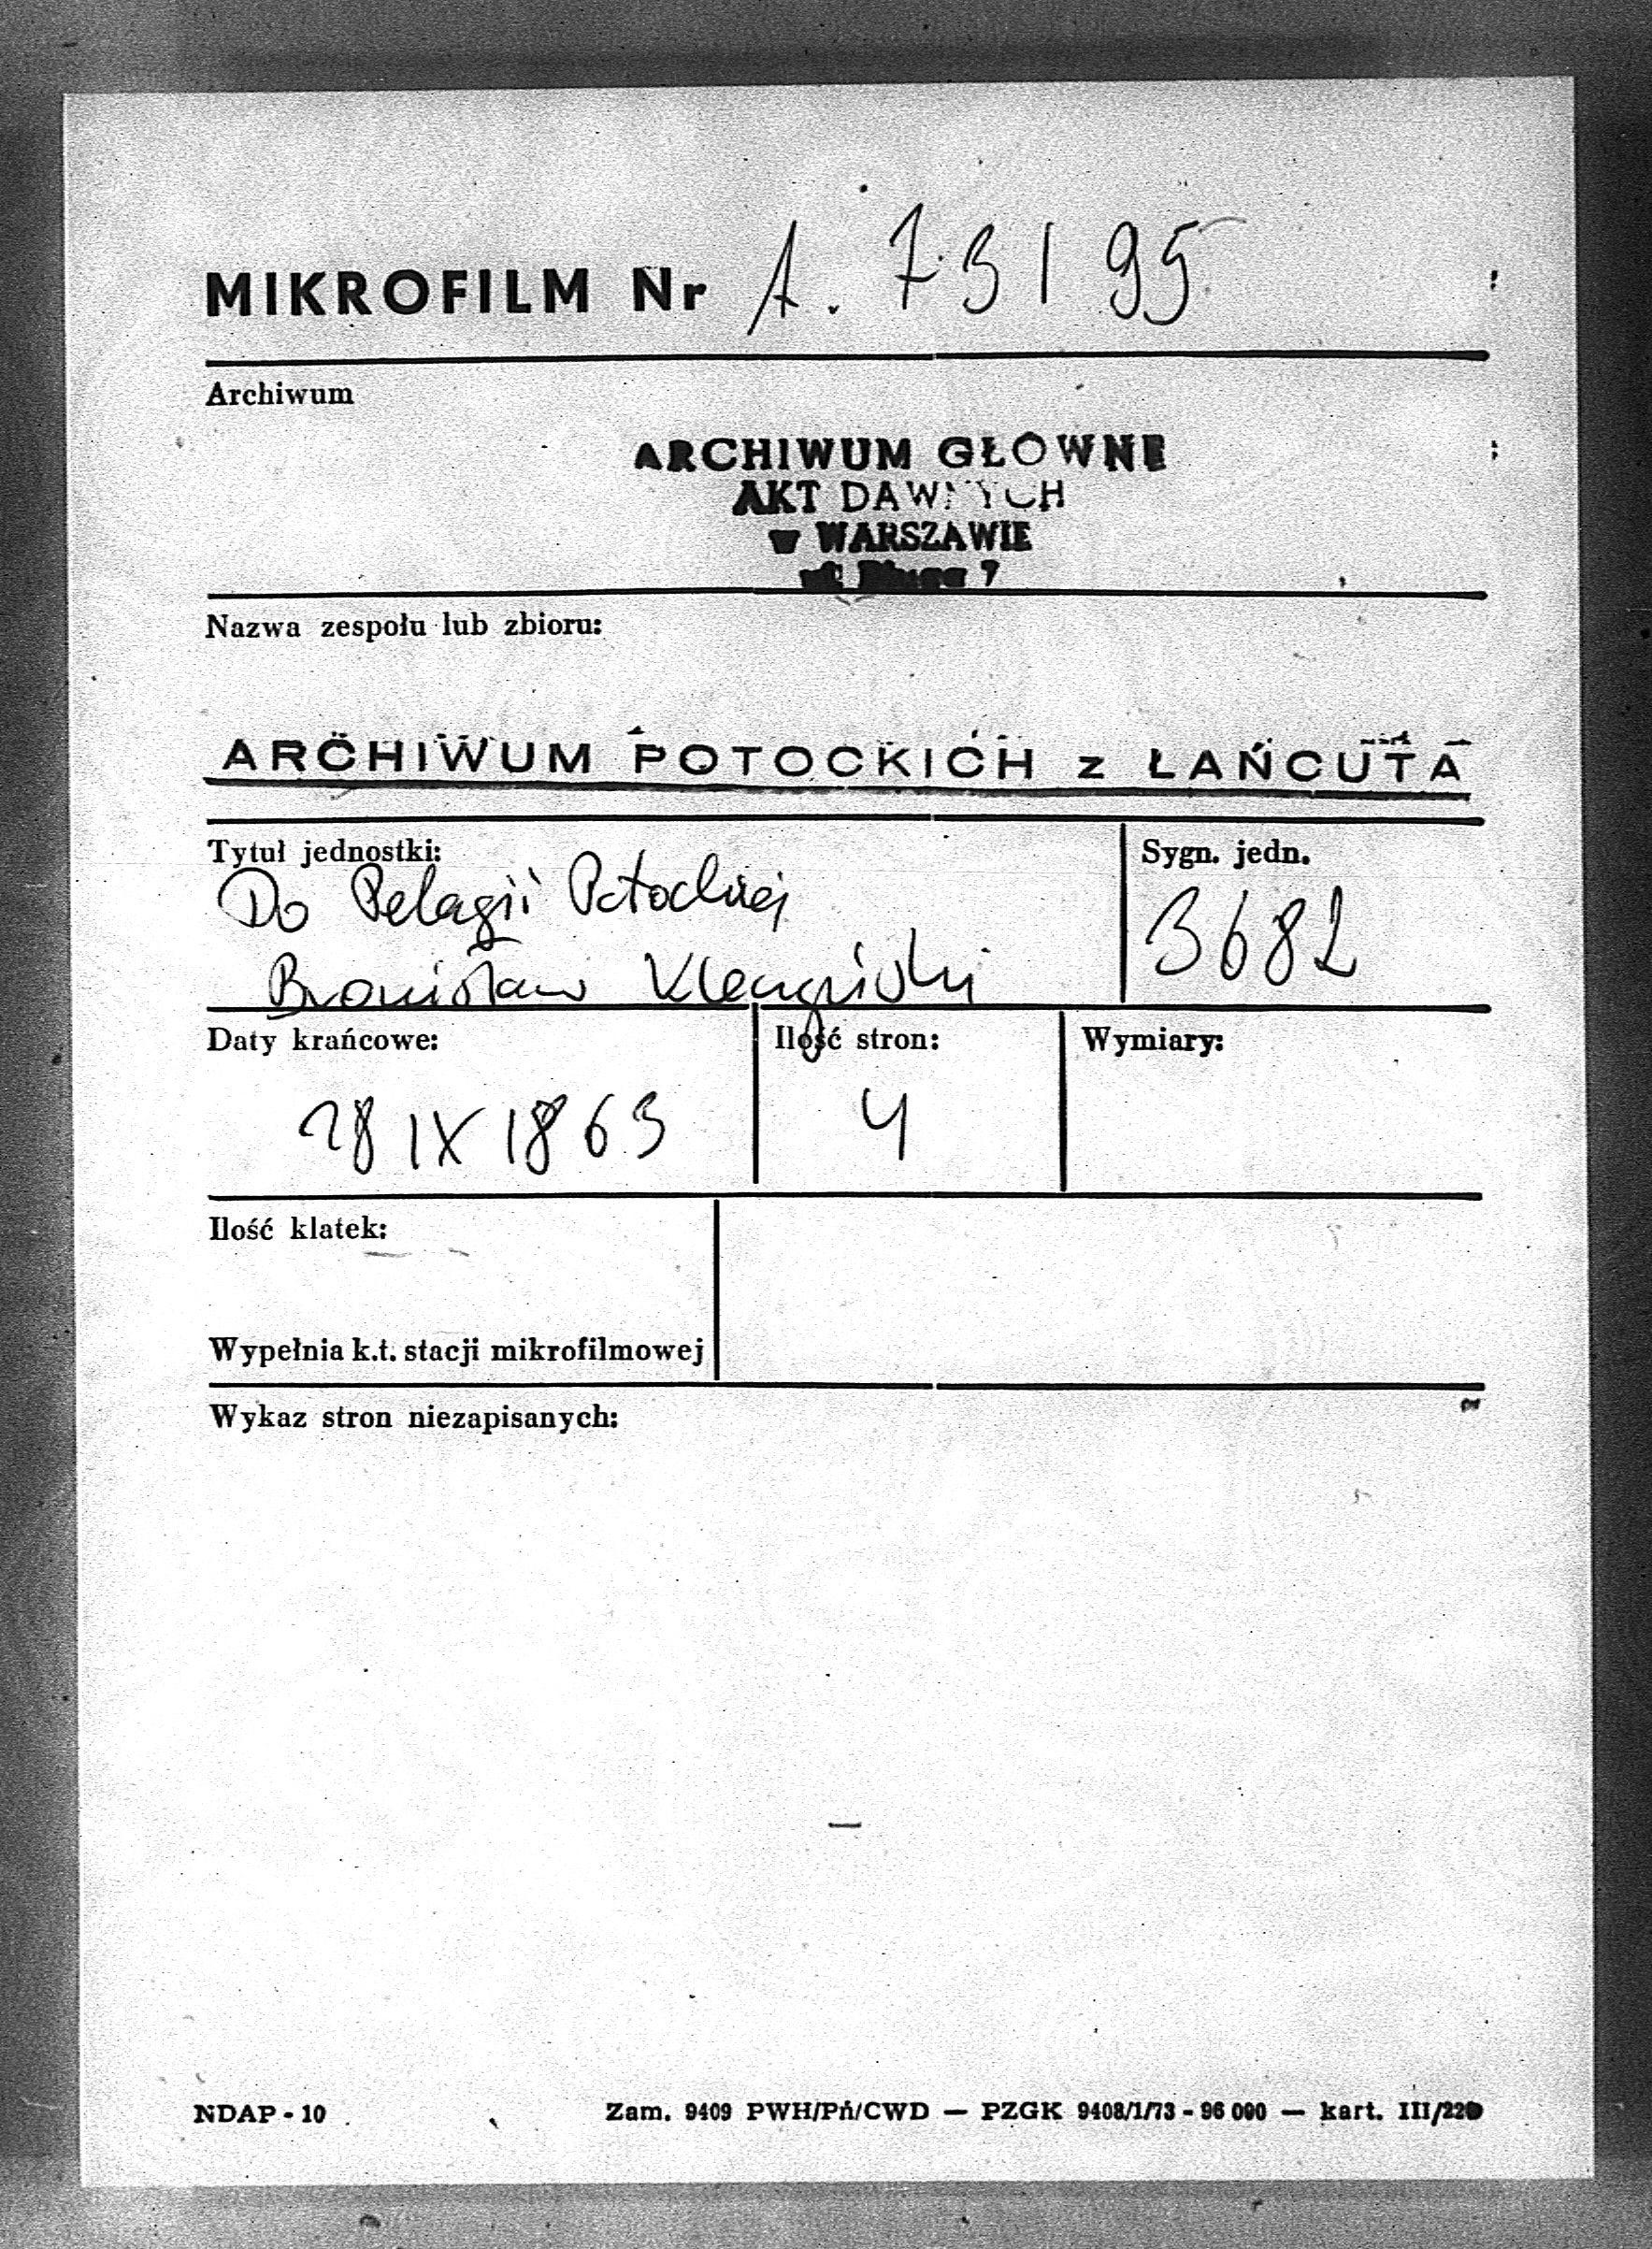 MIKROFILM Nr A. 73195
Archiwum
ARCHIWUM GŁÓWNE
AKT DAWNYCH
w WARSZAWIE
ul. Długa 7
Nazwa zespołu lub zbioru:
ARCHIWUM POTOCKICH z ŁAŃCUTA
Tytuł jednostki:
Sygn. jedn.
Do Pelagii Potockiej
3682
Bronisław
Daty krańcowe:
Ilość stron:
Wymiary:
28 IX 1863
4
Ilość klatek:
Wypełnia k.t. stacji mikrofilmowej
Wykaz stron niezapisanych:
—
NDAP - 10
Zam. 9409 PWH/Pń/CWD — PZGK 9408/1/73 - 96 000 — kart. III/220